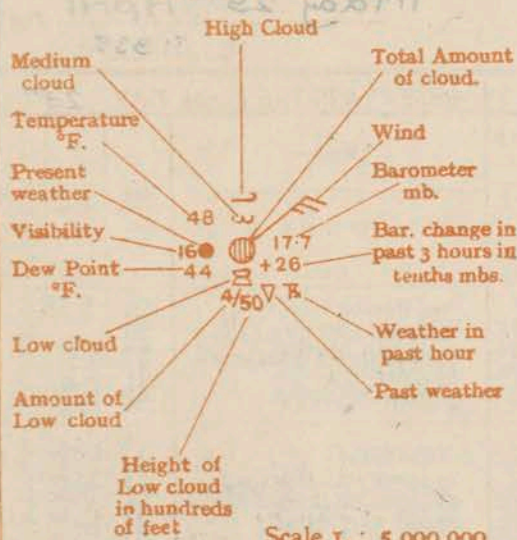 High Cloud
Medium
cloud
Total Amount
of cloud.
Temperature
°F.
Wind
Present
weather
Barometer
mb.
48
Visibility
16
17·7
Bar. change in
past 3 hours in
tenths mbs.
Dew Point
°F.
44
+26
4/50
Low cloud
Weather in
past hour
Amount of
Low cloud
Past weather
Height of
Low cloud
in hundreds
of feet
Scale 1 : 5,000,000